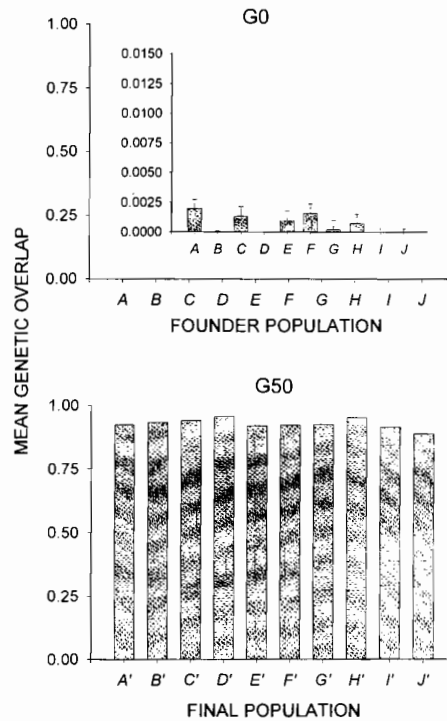 G0
1.00
0.75
0.50
0.25
0.00
0.0150
0.0125
0.0100
0.0075
0.0050
0.0025
0.0000
A B C D E F G H I J
A B C D E F G H I J
FOUNDER POPULATION
MEAN GENETIC OVERLAP
G50
1.00
0.75
0.50
0.25
0.00
A' B' C' D' E' F' G' H' I' J'
FINAL POPULATION